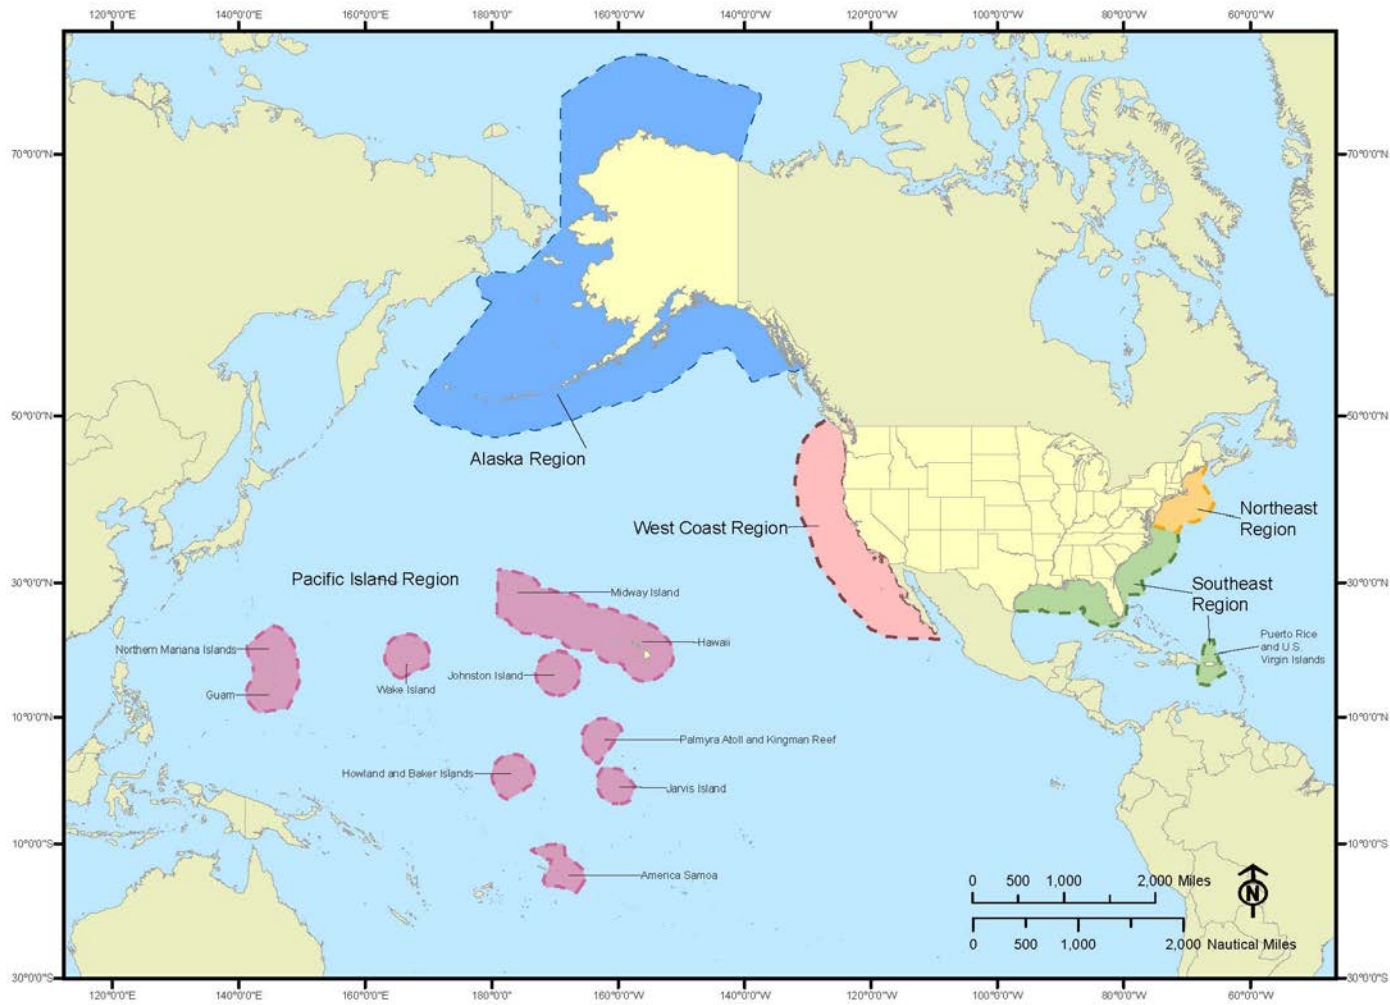 120°0'0"E 140°0'0"E 160°0'0"E 180°0'0" 160°0'0"W 140°0'0"W 120°0'0"W 100°0'0"W 80°0'0"W 60°0'0"W
70°0'0"N 70°0'0"N
50°0'0"N 50°0'0"N
Alaska Region
Northeast
Region
West Coast Region
Pacific Island Region
30°0'0"N 30°0'0"N
Southeast
Region
Midway Island
Hawaii
Puerto Rice
and U.S.
Virgin Islands
Northern Mariana Islands
Guam
Wake Island
Johnston Island
10°0'0"N 10°0'0"N
Palmyra Atoll and Kingman Reef
Howland and Baker Islands
Jarvis Island
10°0'0"S 10°0'0"S
America Samoa
0 500 1,000 2,000 Miles
0 500 1,000 2,000 Nautical Miles
N
30°0'0"S 30°0'0"S
120°0'0"E 140°0'0"E 160°0'0"E 180°0'0" 160°0'0"W 140°0'0"W 120°0'0"W 100°0'0"W 80°0'0"W 60°0'0"W